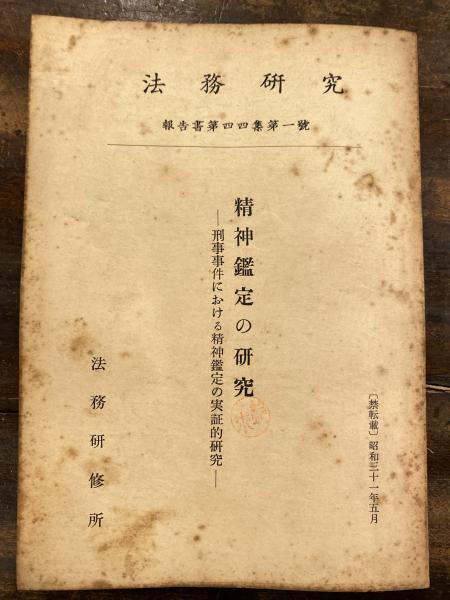 法務研究
報告書第四四集第一號
〔禁転載〕昭和三十一年五月
精神鑑定の研究
―刑事事件における精神鑑定の実証的研究―
法務研修所